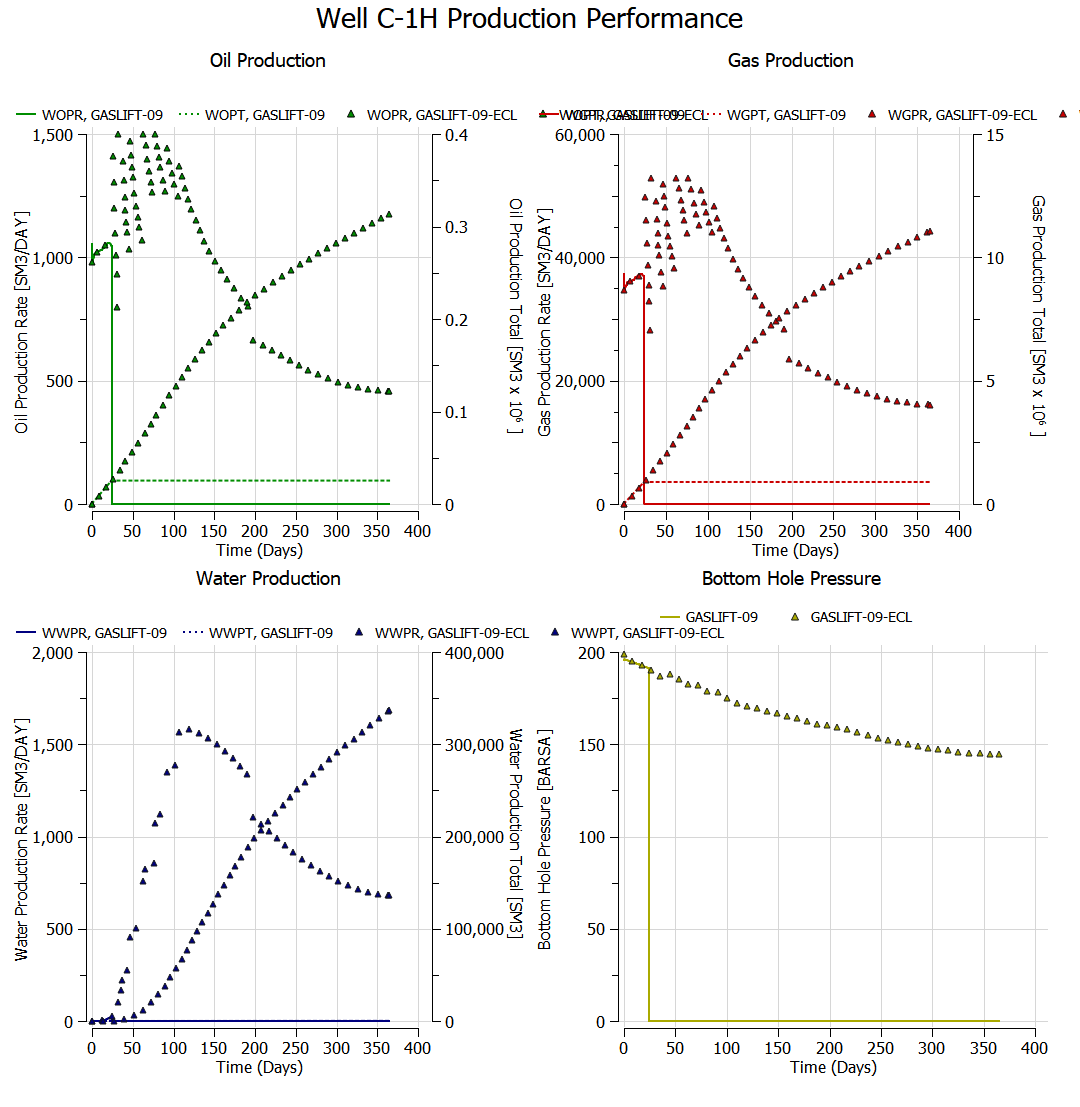 Well C-1H Production Performance
Oil Production
WOPR, GASLIFT-09 WOPT, GASLIFT-09 WOPR, GASLIFT-09-ECL WOPT, GASLIFT-09-ECL
1,500
1,000
500
0
0.4
0.3
0.2
0.1
0
0 50 100 150 200 250 300 350 400
Time (Days)
Oil Production Rate [SM3/DAY]
Oil Production Total [SM3 x 10⁶ ]
Gas Production
WGPR, GASLIFT-09 WGPT, GASLIFT-09 WGPR, GASLIFT-09-ECL
60,000
40,000
20,000
0
15
10
5
0
0 50 100 150 200 250 300 350 400
Time (Days)
Gas Production Rate [SM3/DAY]
Gas Production Total [SM3 x 10⁶ ]
Water Production
WWPR, GASLIFT-09 WWPT, GASLIFT-09 WWPR, GASLIFT-09-ECL WWPT, GASLIFT-09-ECL
2,000
1,500
1,000
500
0
400,000
300,000
200,000
100,000
0
0 50 100 150 200 250 300 350 400
Time (Days)
Water Production Rate [SM3/DAY]
Water Production Total [SM3]
Bottom Hole Pressure
GASLIFT-09 GASLIFT-09-ECL
200
150
100
50
0
0 50 100 150 200 250 300 350 400
Time (Days)
Bottom Hole Pressure [BARSA]